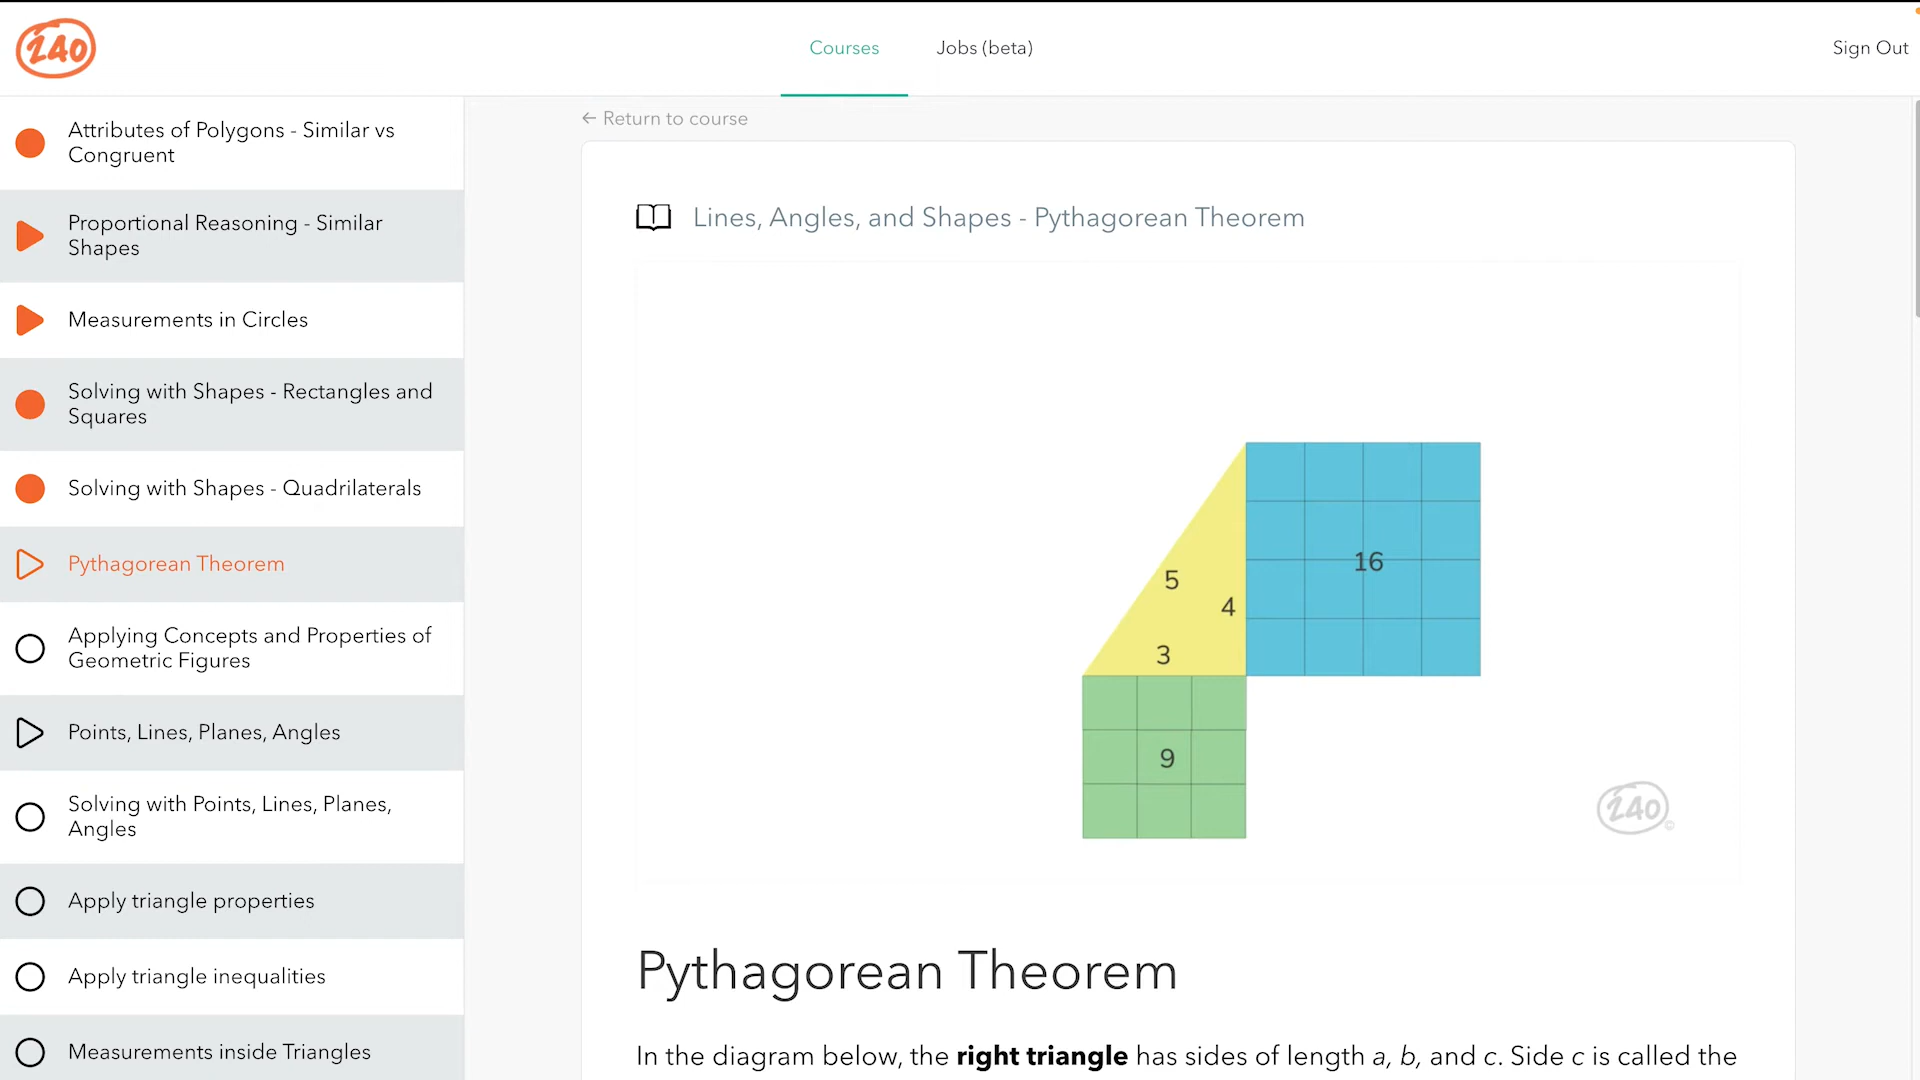 240
Courses
Jobs (beta)
Sign Out
Attributes of Polygons - Similar vs
Congruent
Proportional Reasoning - Similar
Shapes
Measurements in Circles
Solving with Shapes - Rectangles and
Squares
Solving with Shapes - Quadrilaterals
Pythagorean Theorem
Applying Concepts and Properties of
Geometric Figures
Points, Lines, Planes, Angles
Solving with Points, Lines, Planes,
Angles
Apply triangle properties
Apply triangle inequalities
Measurements inside Triangles
← Return to course
Lines, Angles, and Shapes - Pythagorean Theorem
16
5
4
3
9
240©
Pythagorean Theorem
In the diagram below, the right triangle has sides of length a, b, and c. Side c is called the